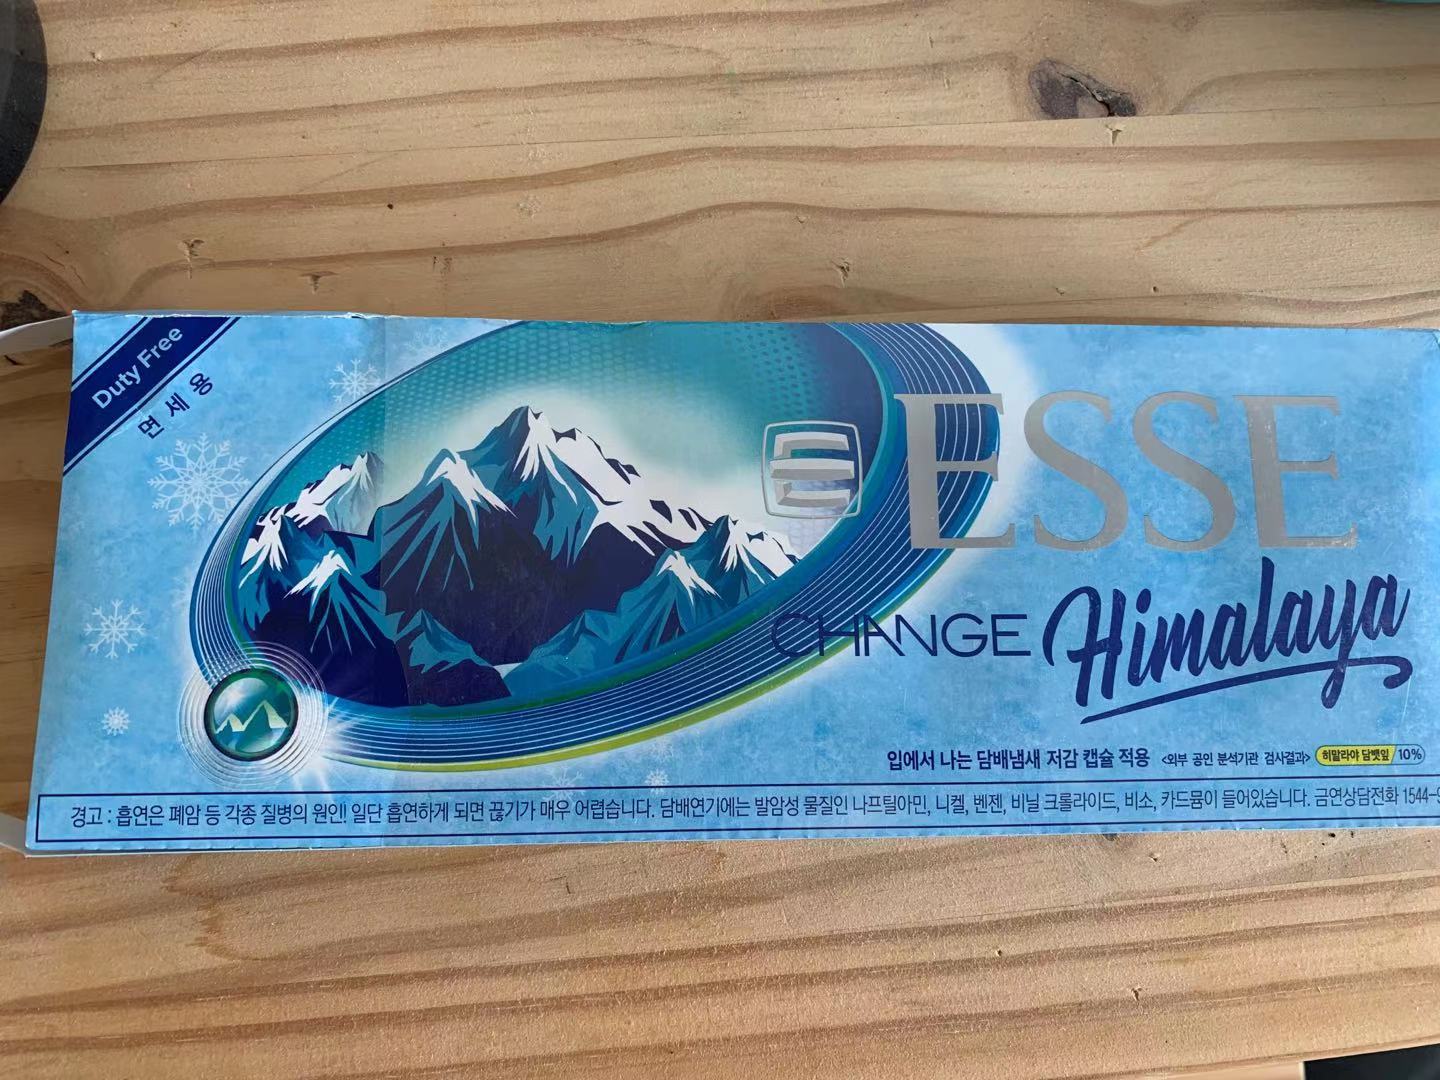 Duty Free
면세용
ESSE
CHANGE Himalaya
입에서 나는 담배냄새 저감 캡슐 적용 <외부 공인 분석기관 검사결과> 히말라야 담뱃잎 10%
경고 : 흡연은 폐암 등 각종 질병의 원인! 일단 흡연하게 되면 끊기가 매우 어렵습니다. 담배연기에는 발암성 물질인 나프틸아민, 니켈, 벤젠, 비닐 크롤라이드, 비소, 카드뮴이 들어있습니다. 금연상담전화 1544-9